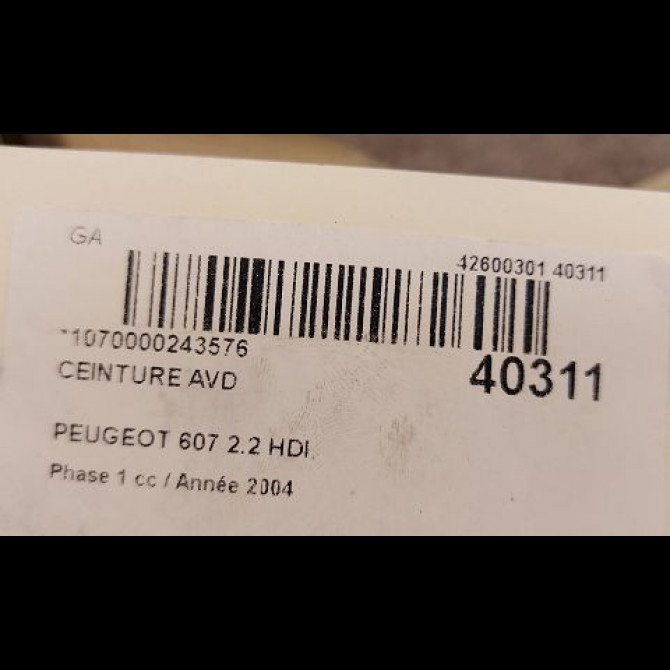 GA
42600301 40311
*1070000243576
40311
CEINTURE AVD
PEUGEOT 607 2.2 HDI
Phase 1 cc / Année 2004